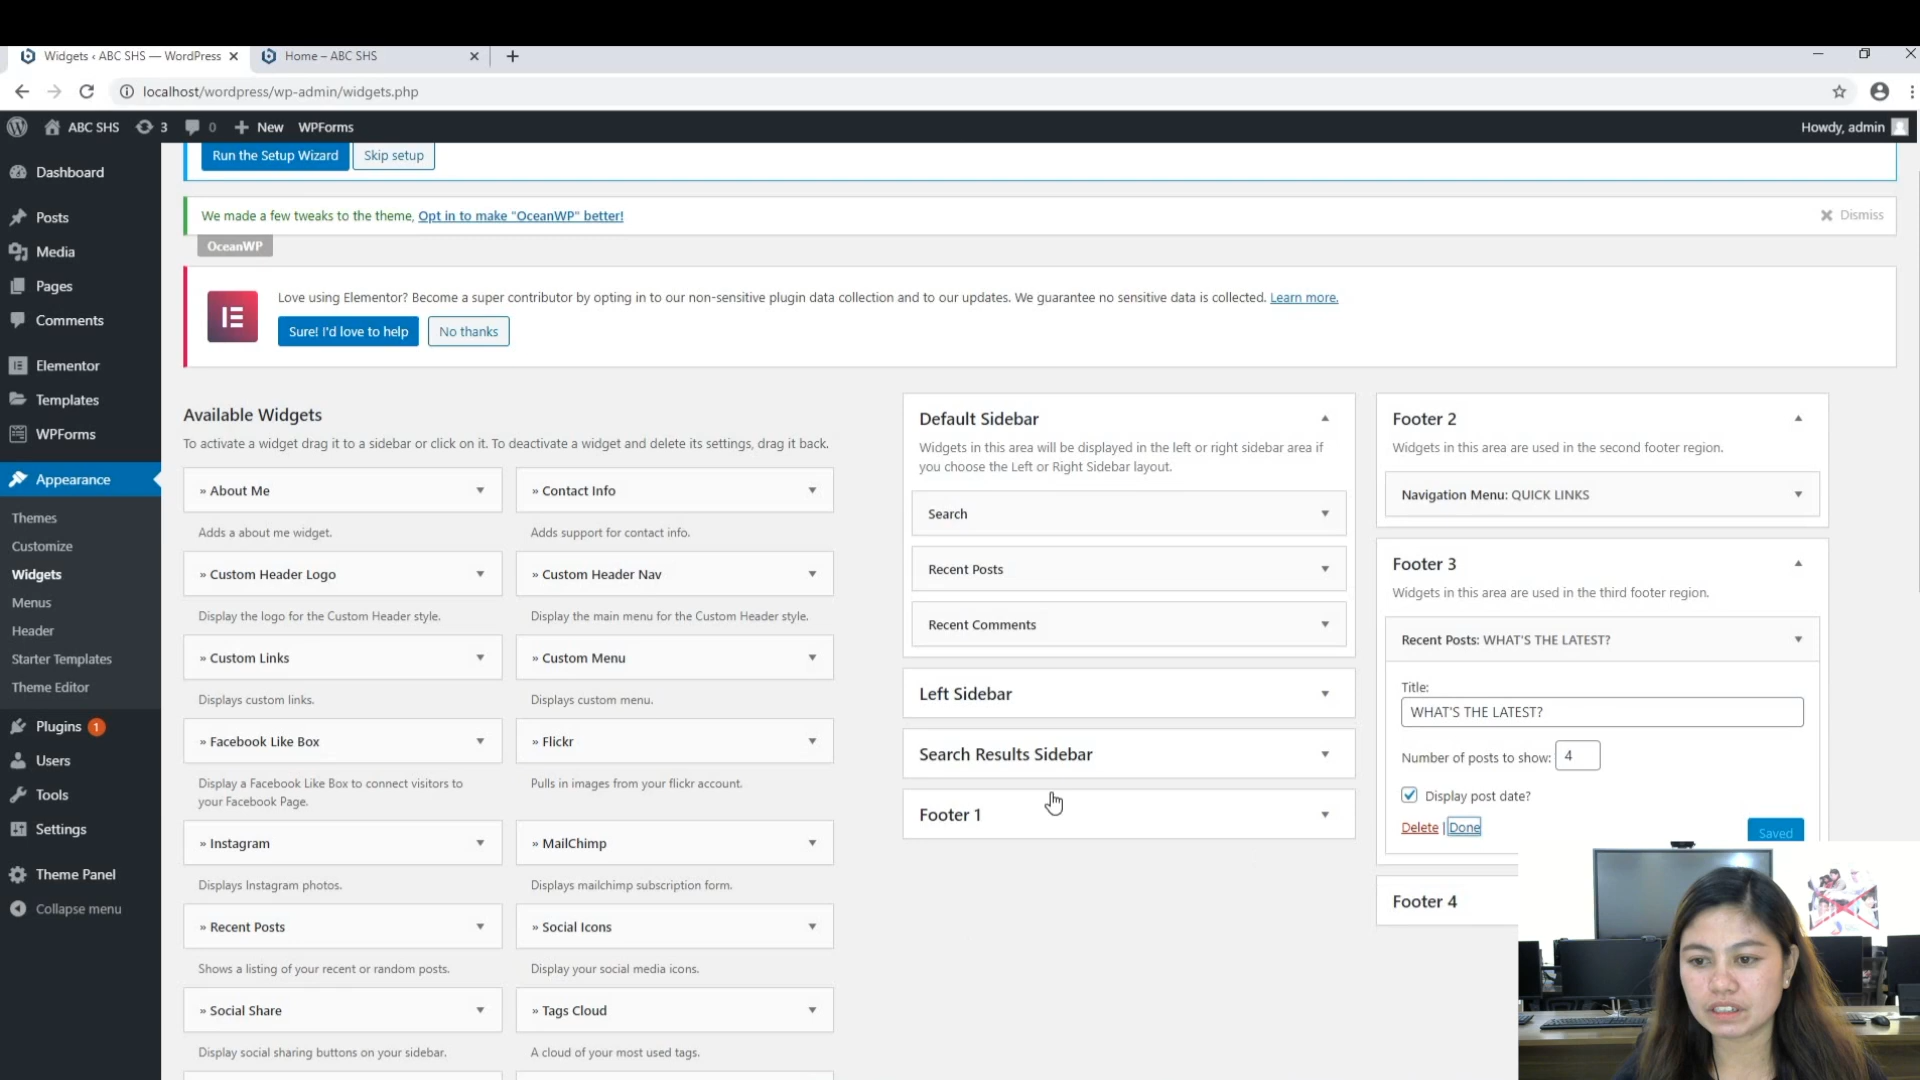 Widgets ‹ ABC SHS — WordPress
Home – ABC SHS
localhost/wordpress/wp-admin/widgets.php
ABC SHS 3 0 New WPForms
Howdy, admin
Dashboard
Posts
Media
Pages
Comments
Elementor
Templates
WPForms
Appearance
Themes
Customize
Widgets
Menus
Header
Starter Templates
Theme Editor
Plugins 1
Users
Tools
Settings
Theme Panel
Collapse menu
Run the Setup Wizard
Skip setup
We made a few tweaks to the theme, Opt in to make "OceanWP" better!
Dismiss
OceanWP
Love using Elementor? Become a super contributor by opting in to our non-sensitive plugin data collection and to our updates. We guarantee no sensitive data is collected. Learn more.
Sure! I'd love to help
No thanks
Available Widgets
To activate a widget drag it to a sidebar or click on it. To deactivate a widget and delete its settings, drag it back.
» About Me
Adds a about me widget.
» Contact Info
Adds support for contact info.
» Custom Header Logo
Display the logo for the Custom Header style.
» Custom Header Nav
Display the main menu for the Custom Header style.
» Custom Links
Displays custom links.
» Custom Menu
Displays custom menu.
» Facebook Like Box
Display a Facebook Like Box to connect visitors to
your Facebook Page.
» Flickr
Pulls in images from your flickr account.
» Instagram
Displays Instagram photos.
» MailChimp
Displays mailchimp subscription form.
» Recent Posts
Shows a listing of your recent or random posts.
» Social Icons
Display your social media icons.
» Social Share
Display social sharing buttons on your sidebar.
» Tags Cloud
A cloud of your most used tags.
Default Sidebar
Widgets in this area will be displayed in the left or right sidebar area if
you choose the Left or Right Sidebar layout.
Search
Recent Posts
Recent Comments
Left Sidebar
Search Results Sidebar
Footer 1
Footer 2
Widgets in this area are used in the second footer region.
Navigation Menu: QUICK LINKS
Footer 3
Widgets in this area are used in the third footer region.
Recent Posts: WHAT'S THE LATEST?
Title:
WHAT'S THE LATEST?
Number of posts to show: 4
Display post date?
Delete | Done
Saved
Footer 4